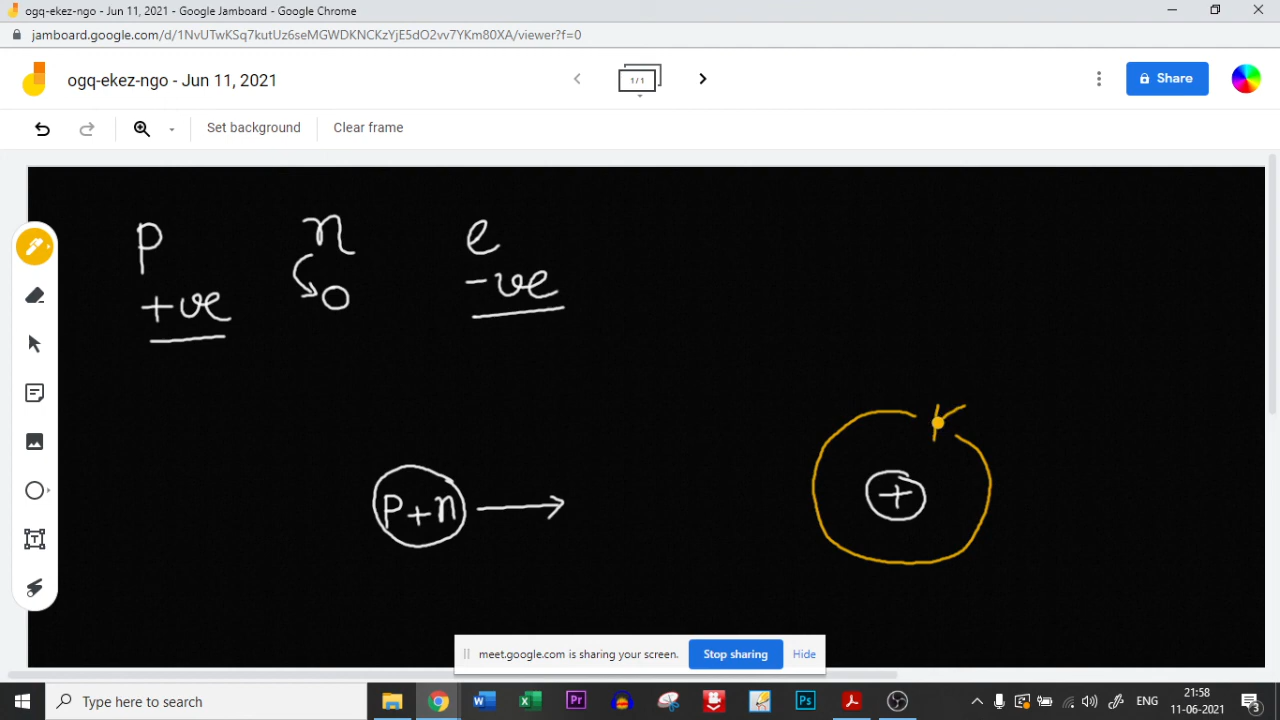 ogq-ekez-ngo - Jun 11, 2021 - Google Jamboard - Google Chrome
jamboard.google.com/d/1NvUTwKSq7kutUz6seMGWDKNCKzYjE5dO2vv7YKm80XA/viewer?f=0
ogq-ekez-ngo - Jun 11, 2021
1/1
Share
Set background
Clear frame
p n e
+ve 0 -ve
P+n
+
meet.google.com is sharing your screen.
Stop sharing
Hide
Type here to search
ENG
21:58
11-06-2021
3